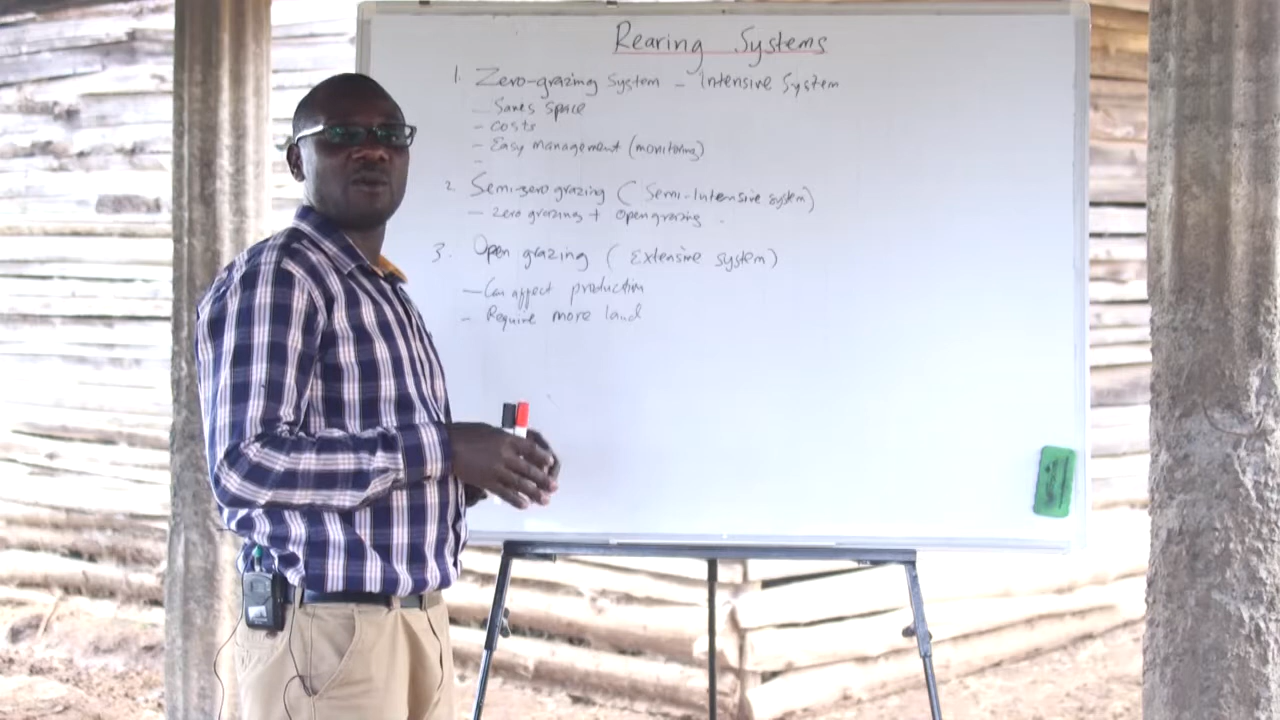 Rearing Systems
1. Zero-grazing System - Intensive System
- Saves space
- Costs
- Easy management (monitoring)
-
2. Semi-zero grazing (Semi-Intensive system)
- Zero grazing + Open grazing .
3. Open grazing (Extensive system)
- Can affect production
- Require more land